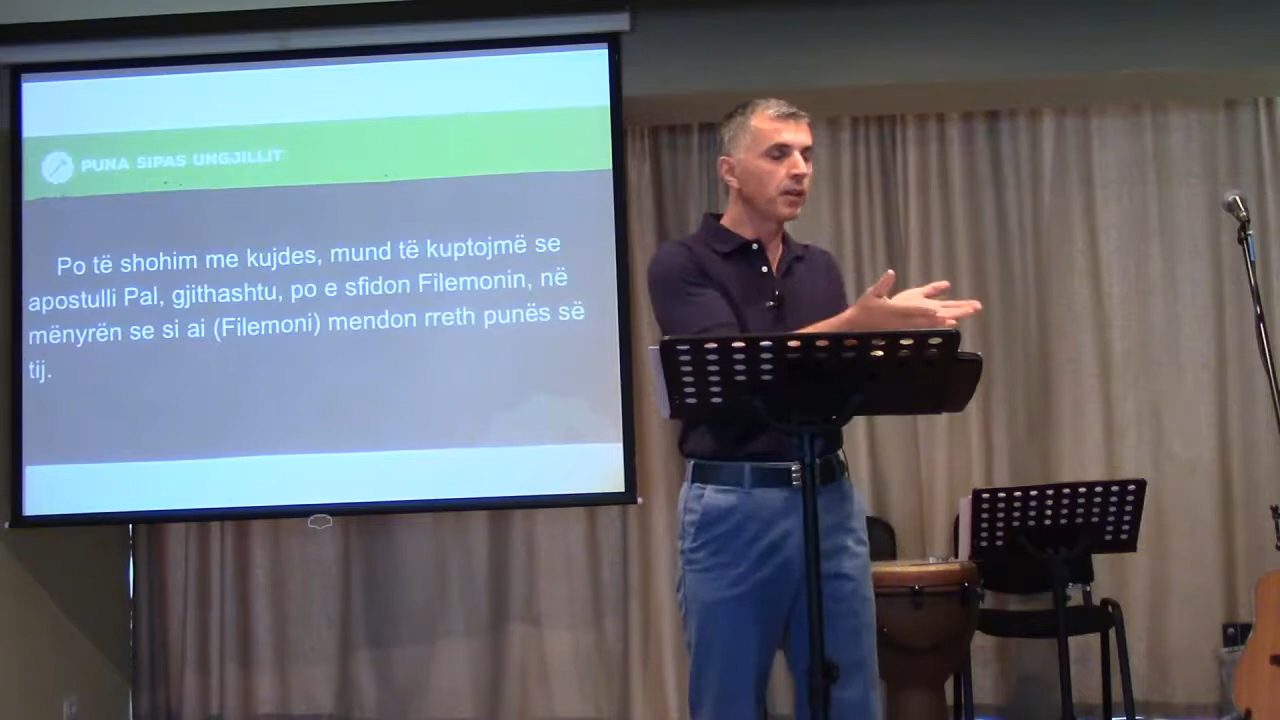 PUNA SIPAS UNGJILLIT
Po të shohim me kujdes, mund të kuptojmë se
apostulli Pal, gjithashtu, po e sfidon Filemonin, në
mënyrën se si ai (Filemoni) mendon rreth punës së
tij.